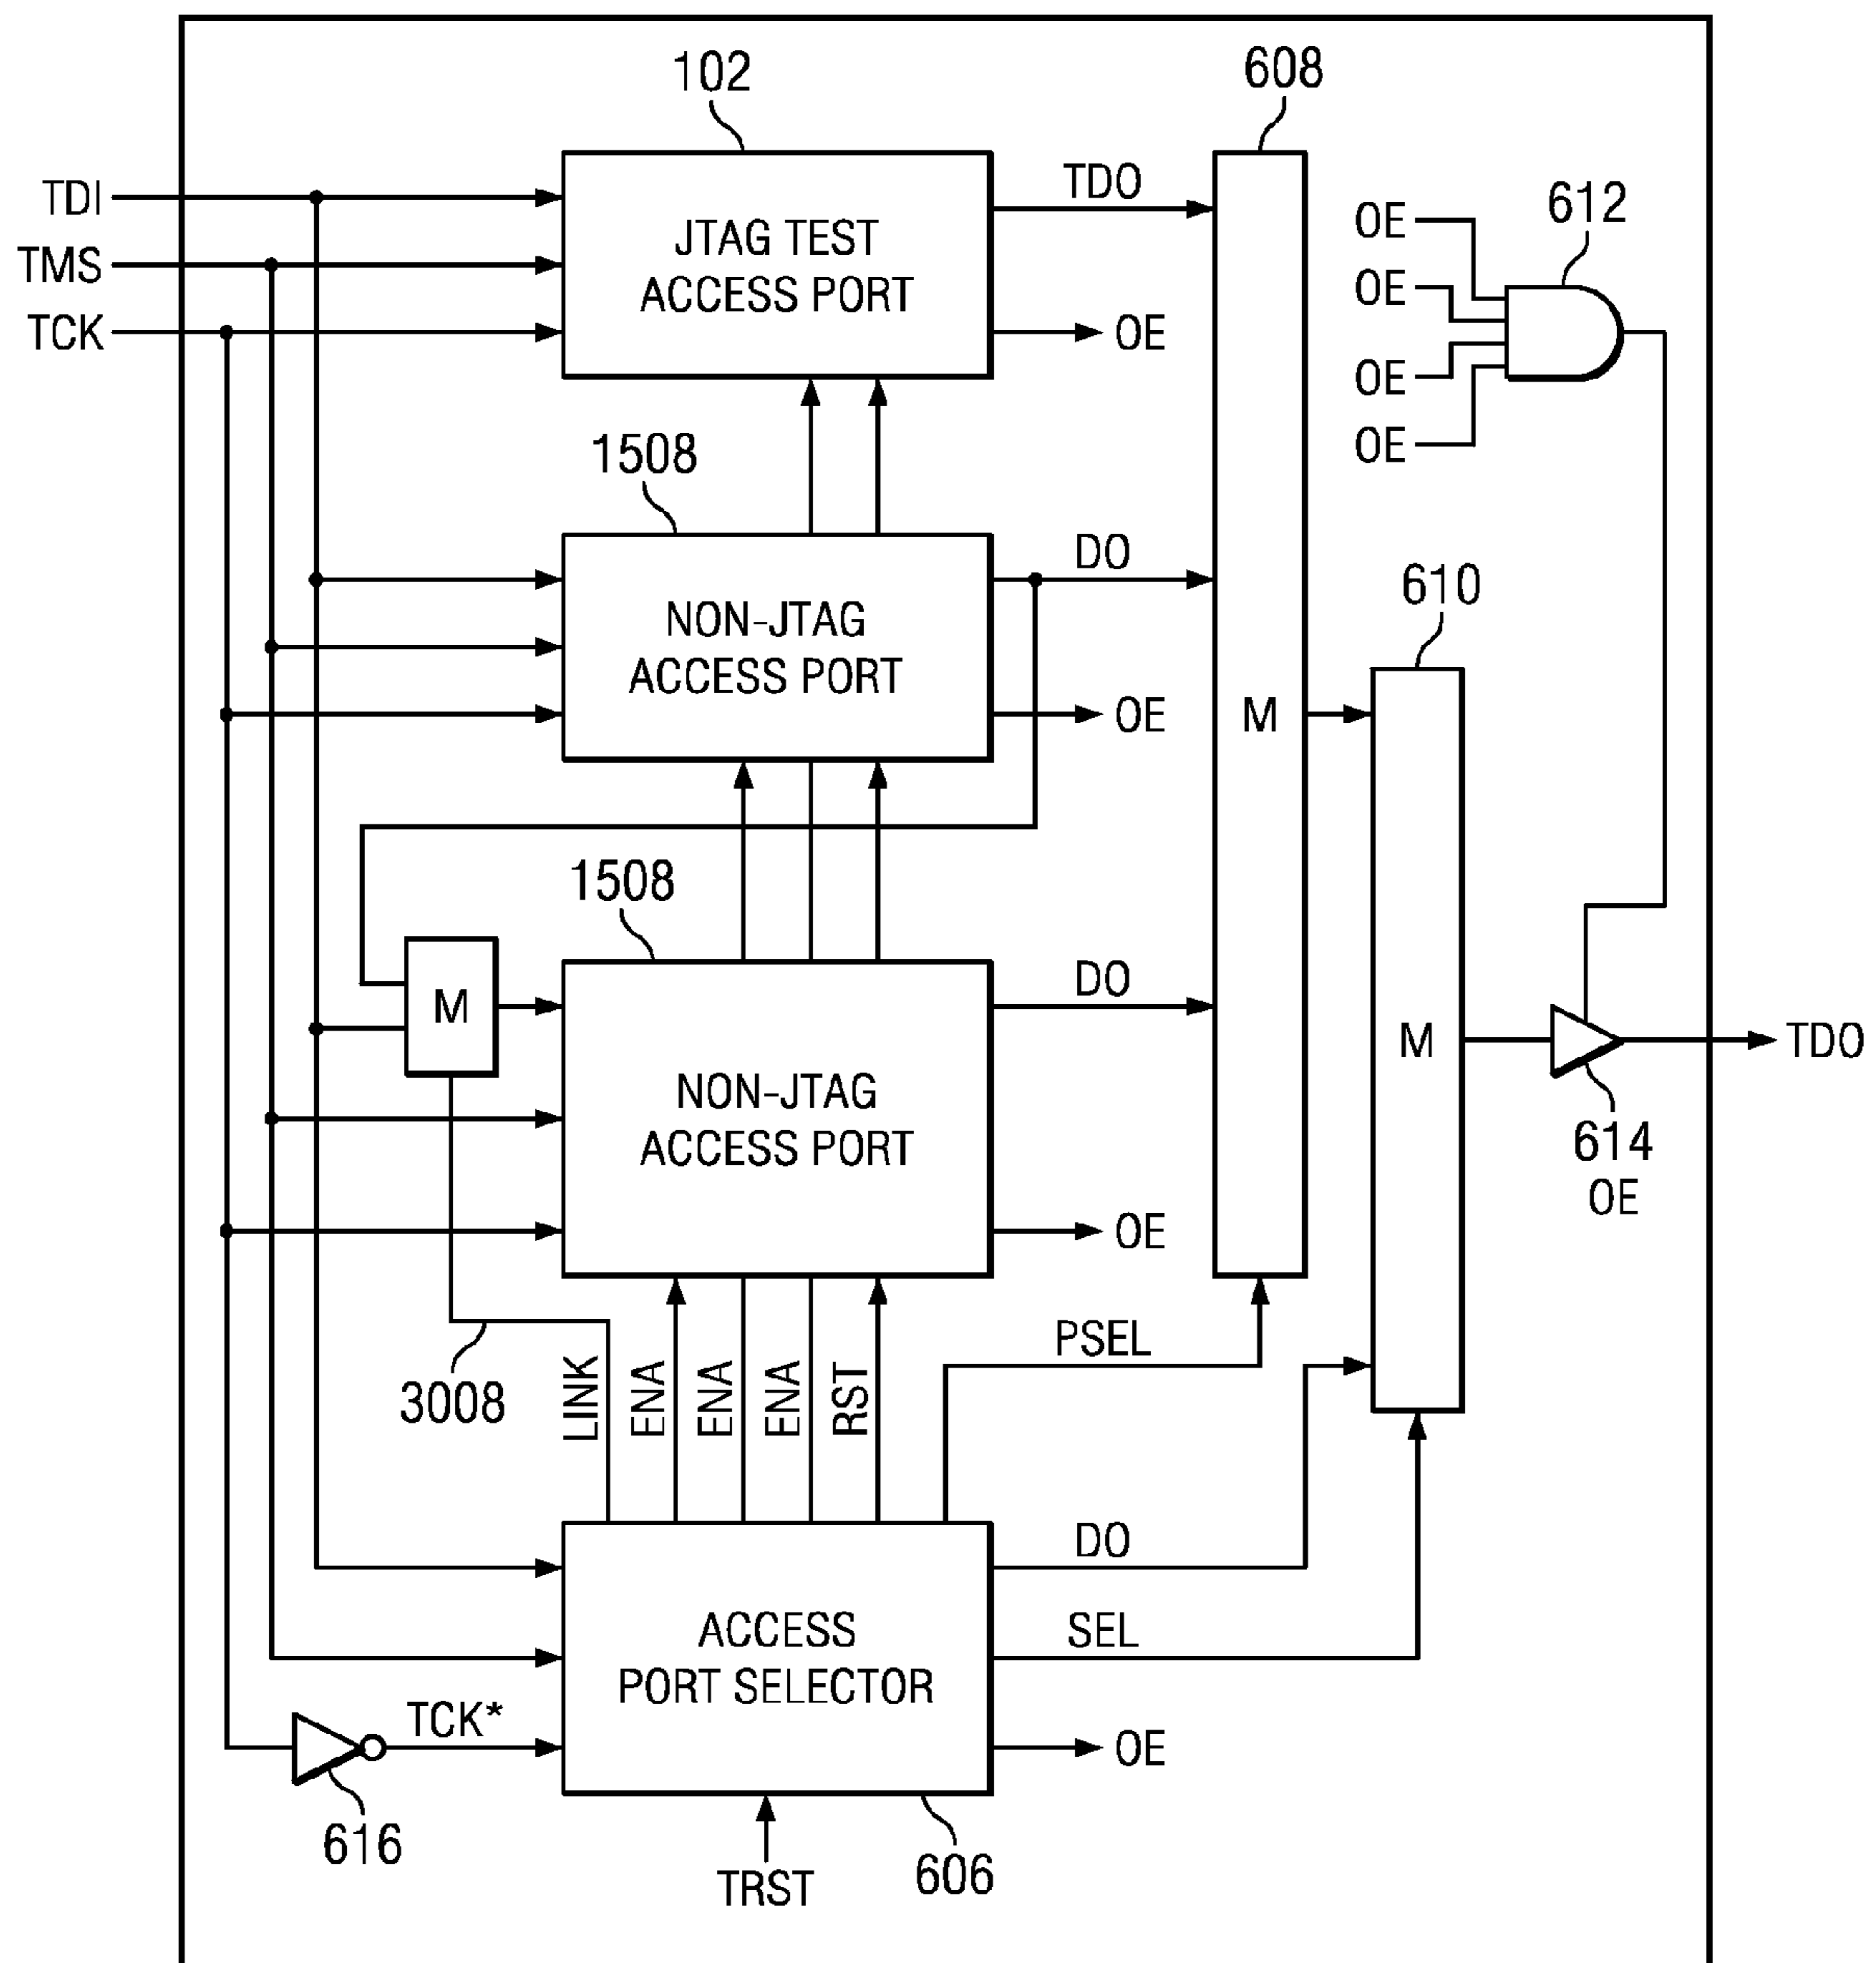 102
608
TDI
TMS
TCK
JTAG TEST
ACCESS PORT
TDO
OE
OE
OE
OE
OE
612
1508
NON-JTAG
ACCESS PORT
DO
OE
M
610
1508
M
NON-JTAG
ACCESS PORT
DO
OE
M
TDO
614
OE
3008
LINK
ENA
ENA
ENA
RST
PSEL
ACCESS
PORT SELECTOR
DO
SEL
OE
TCK*
616
TRST
606